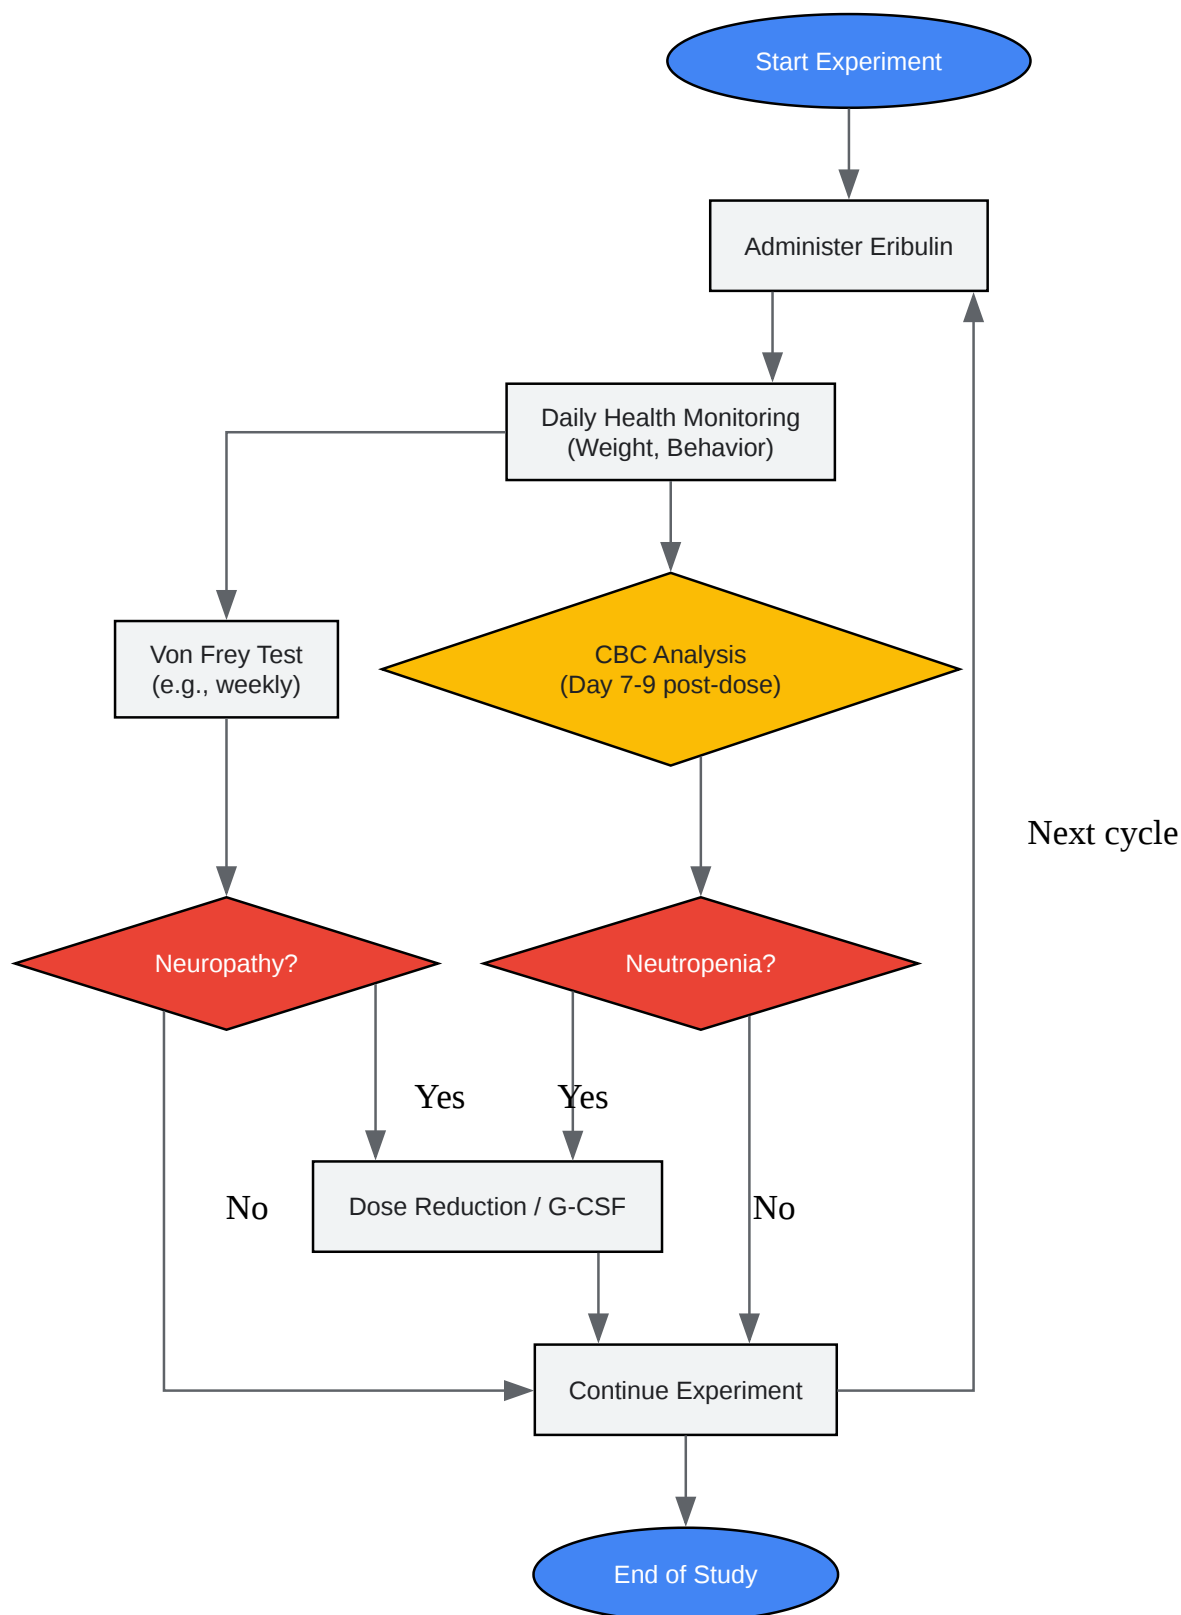 Start Experiment
Administer Eribulin
Daily Health Monitoring
(Weight, Behavior)
Von Frey Test
(e.g., weekly)
CBC Analysis
(Day 7-9 post-dose)
Next cycle
Neuropathy?
Neutropenia?
Yes
Yes
No
Dose Reduction / G-CSF
No
Continue Experiment
End of Study